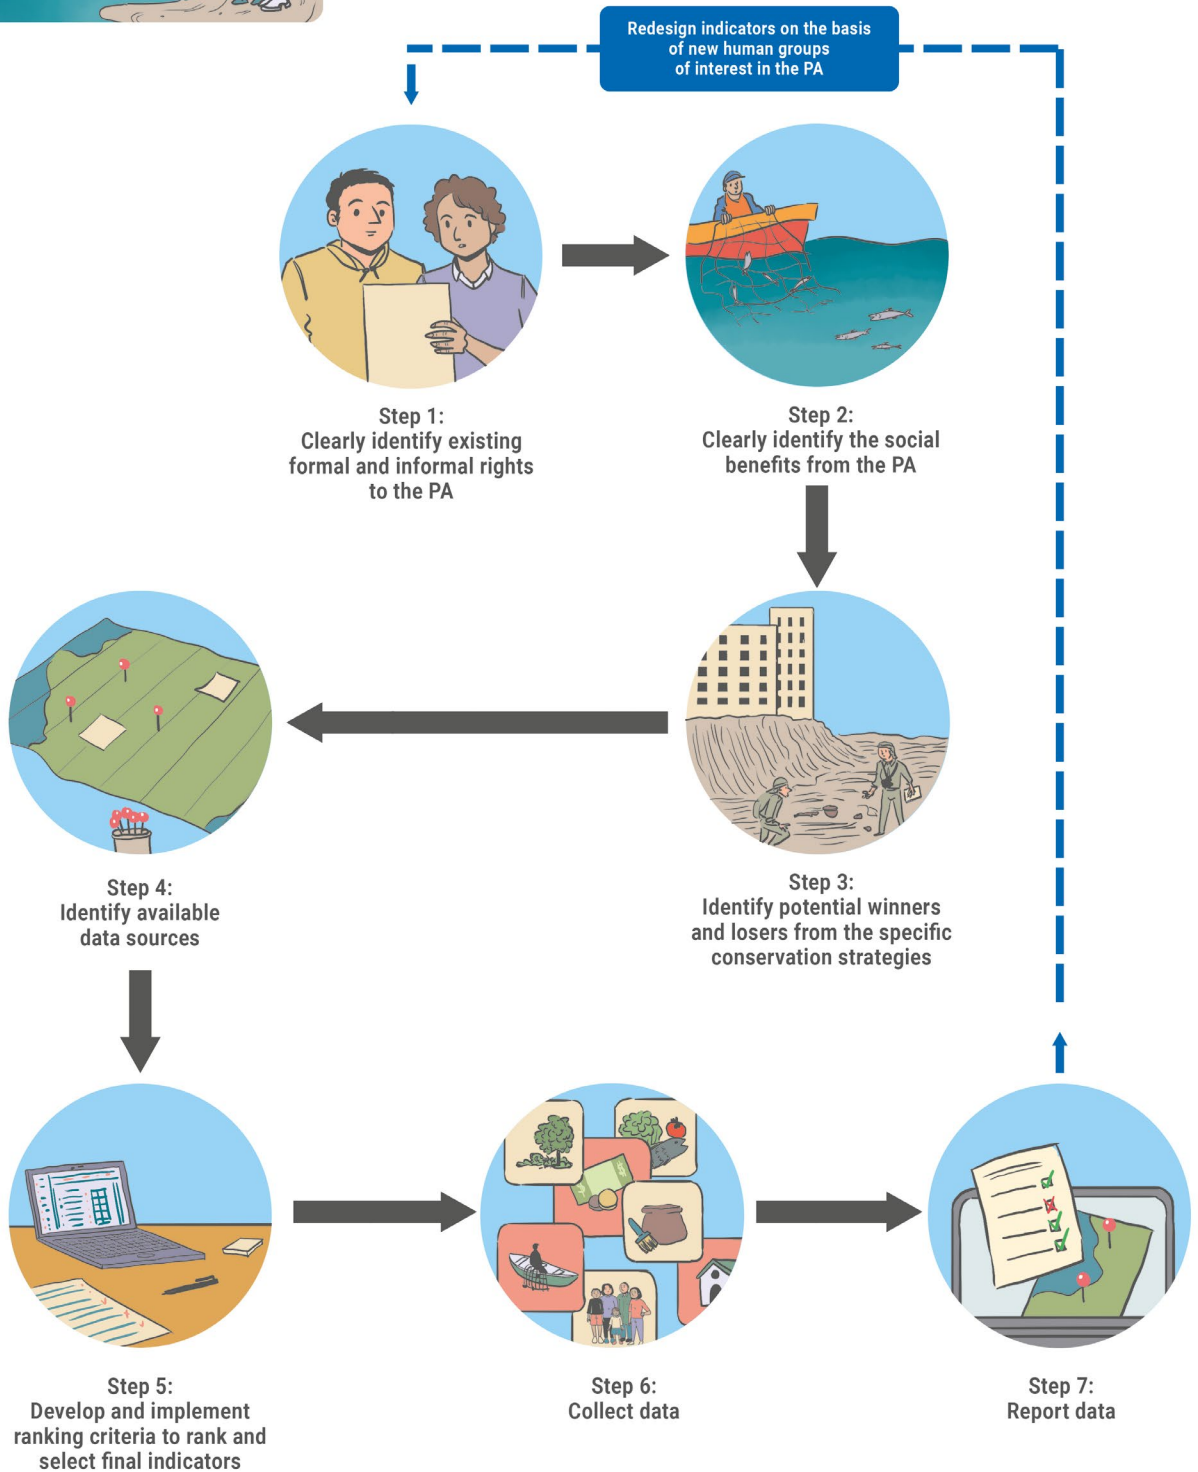 Redesign indicators on the basis
of new human groups
of interest in the PA
Step 1:
Clearly identify existing
formal and informal rights
to the PA
Step 2:
Clearly identify the social
benefits from the PA
Step 3:
Identify potential winners
and losers from the specific
conservation strategies
Step 4:
Identify available
data sources
Step 5:
Develop and implement
ranking criteria to rank and
select final indicators
Step 6:
Collect data
Step 7:
Report data